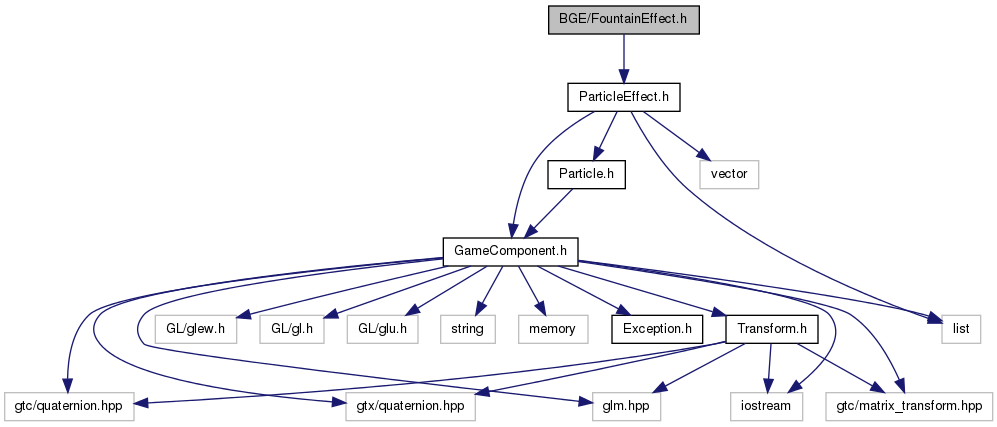 BGE/FountainEffect.h
ParticleEffect.h
Particle.h
vector
GameComponent.h
GL/glew.h
GL/gl.h
GL/glu.h
string
memory
Exception.h
Transform.h
list
gtc/quaternion.hpp
gtx/quaternion.hpp
glm.hpp
iostream
gtc/matrix_transform.hpp